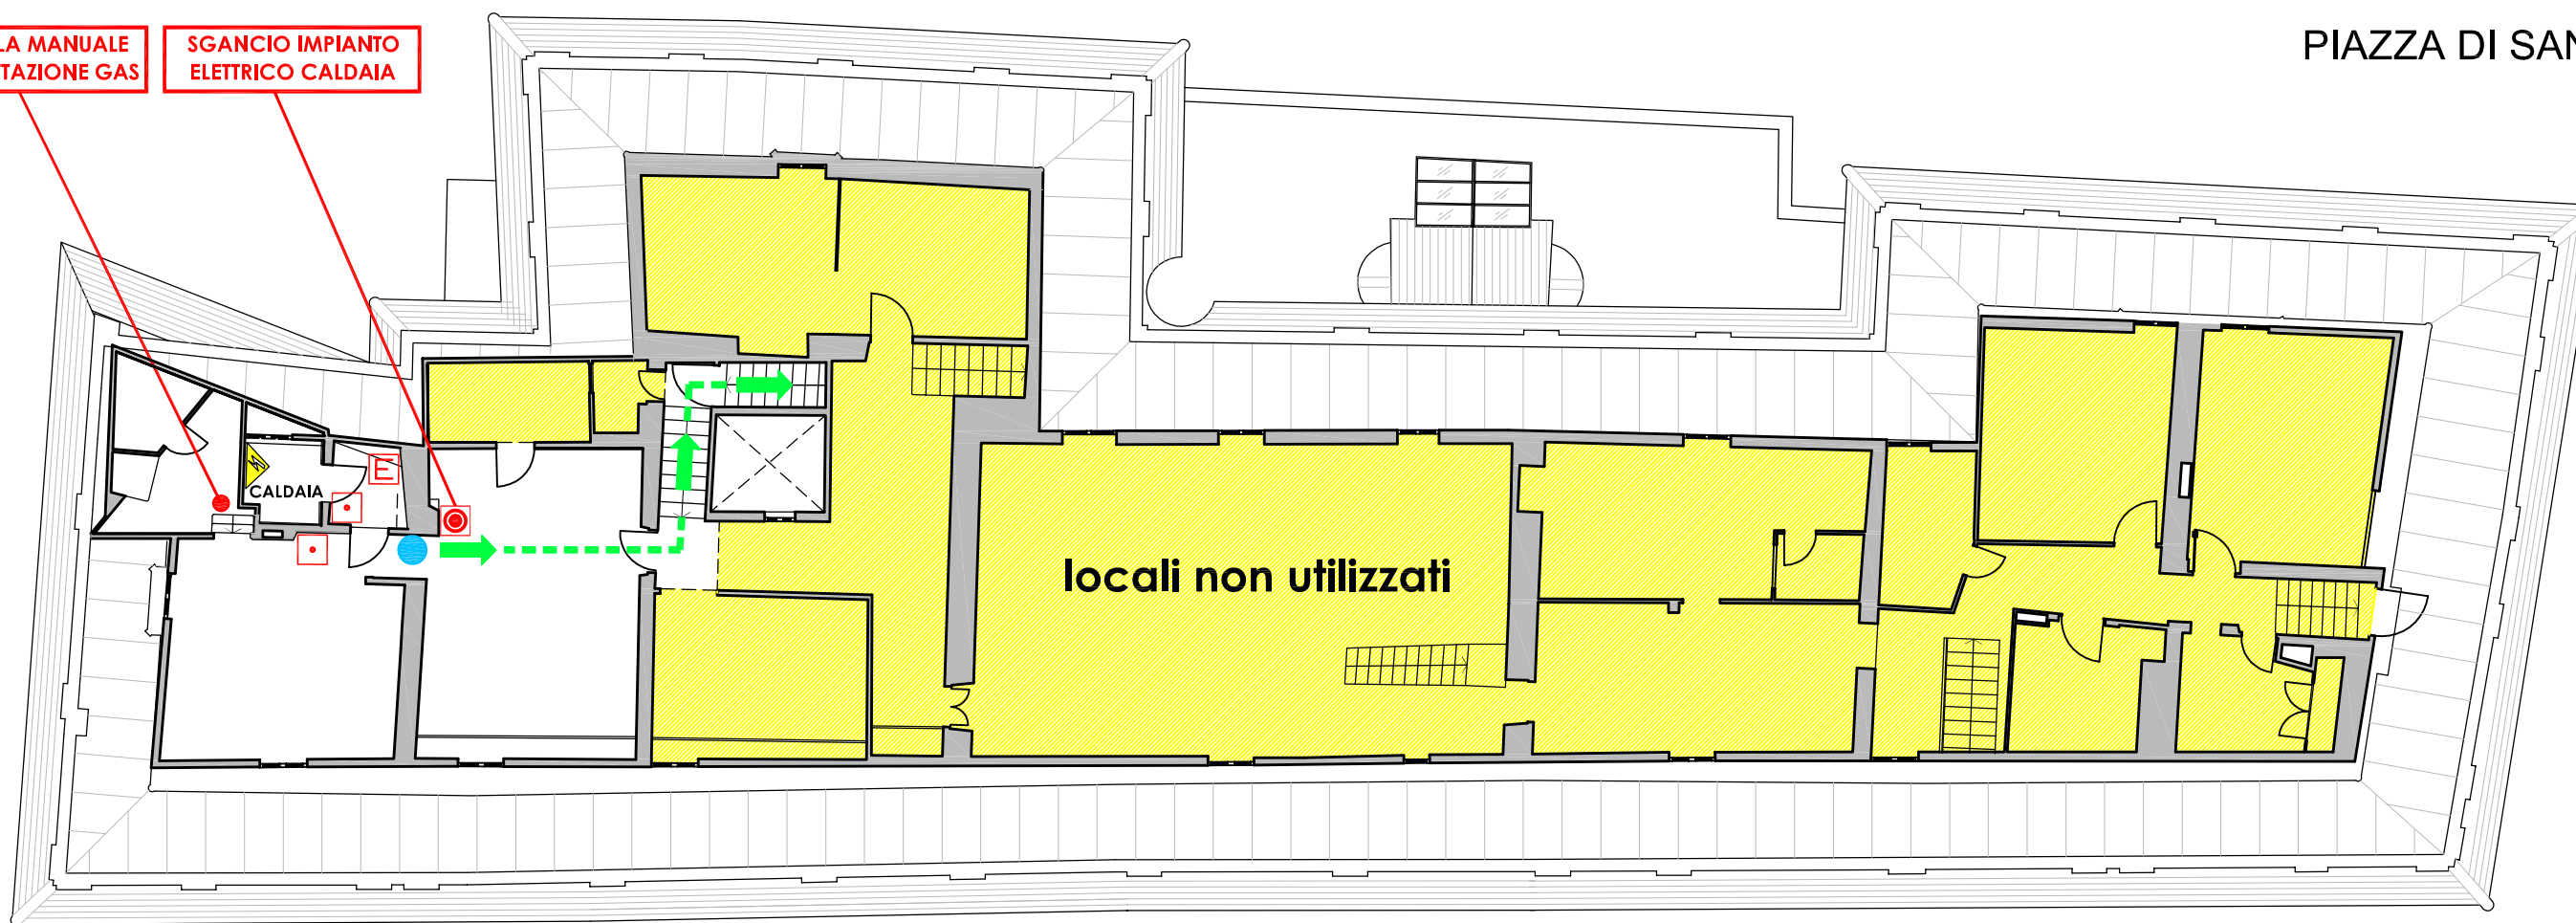 LA MANUALE
TAZIONE GAS
SGANCIO IMPIANTO
ELETTRICO CALDAIA
PIAZZA DI SAN
E
CALDAIA
locali non utilizzati